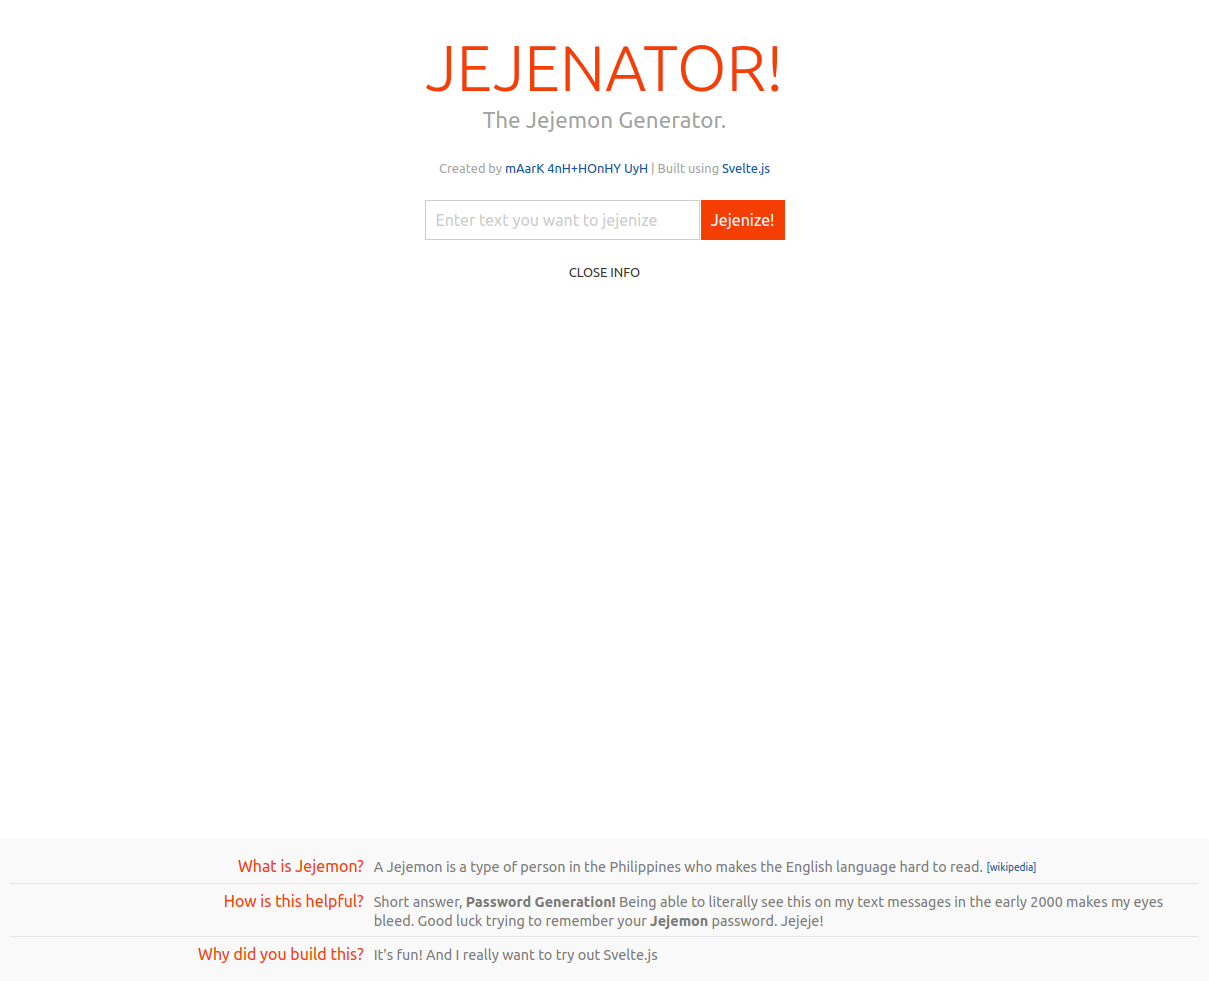 JEJENATOR!
The Jejemon Generator.
Created by mAarK 4nH+HOnHY UyH | Built using Svelte.js
Enter text you want to jejenize Jejenize!
CLOSE INFO
What is Jejemon? A Jejemon is a type of person in the Philippines who makes the English language hard to read. [wikipedia]
How is this helpful? Short answer, Password Generation! Being able to literally see this on my text messages in the early 2000 makes my eyes
bleed. Good luck trying to remember your Jejemon password. Jejeje!
Why did you build this? It's fun! And I really want to try out Svelte.js